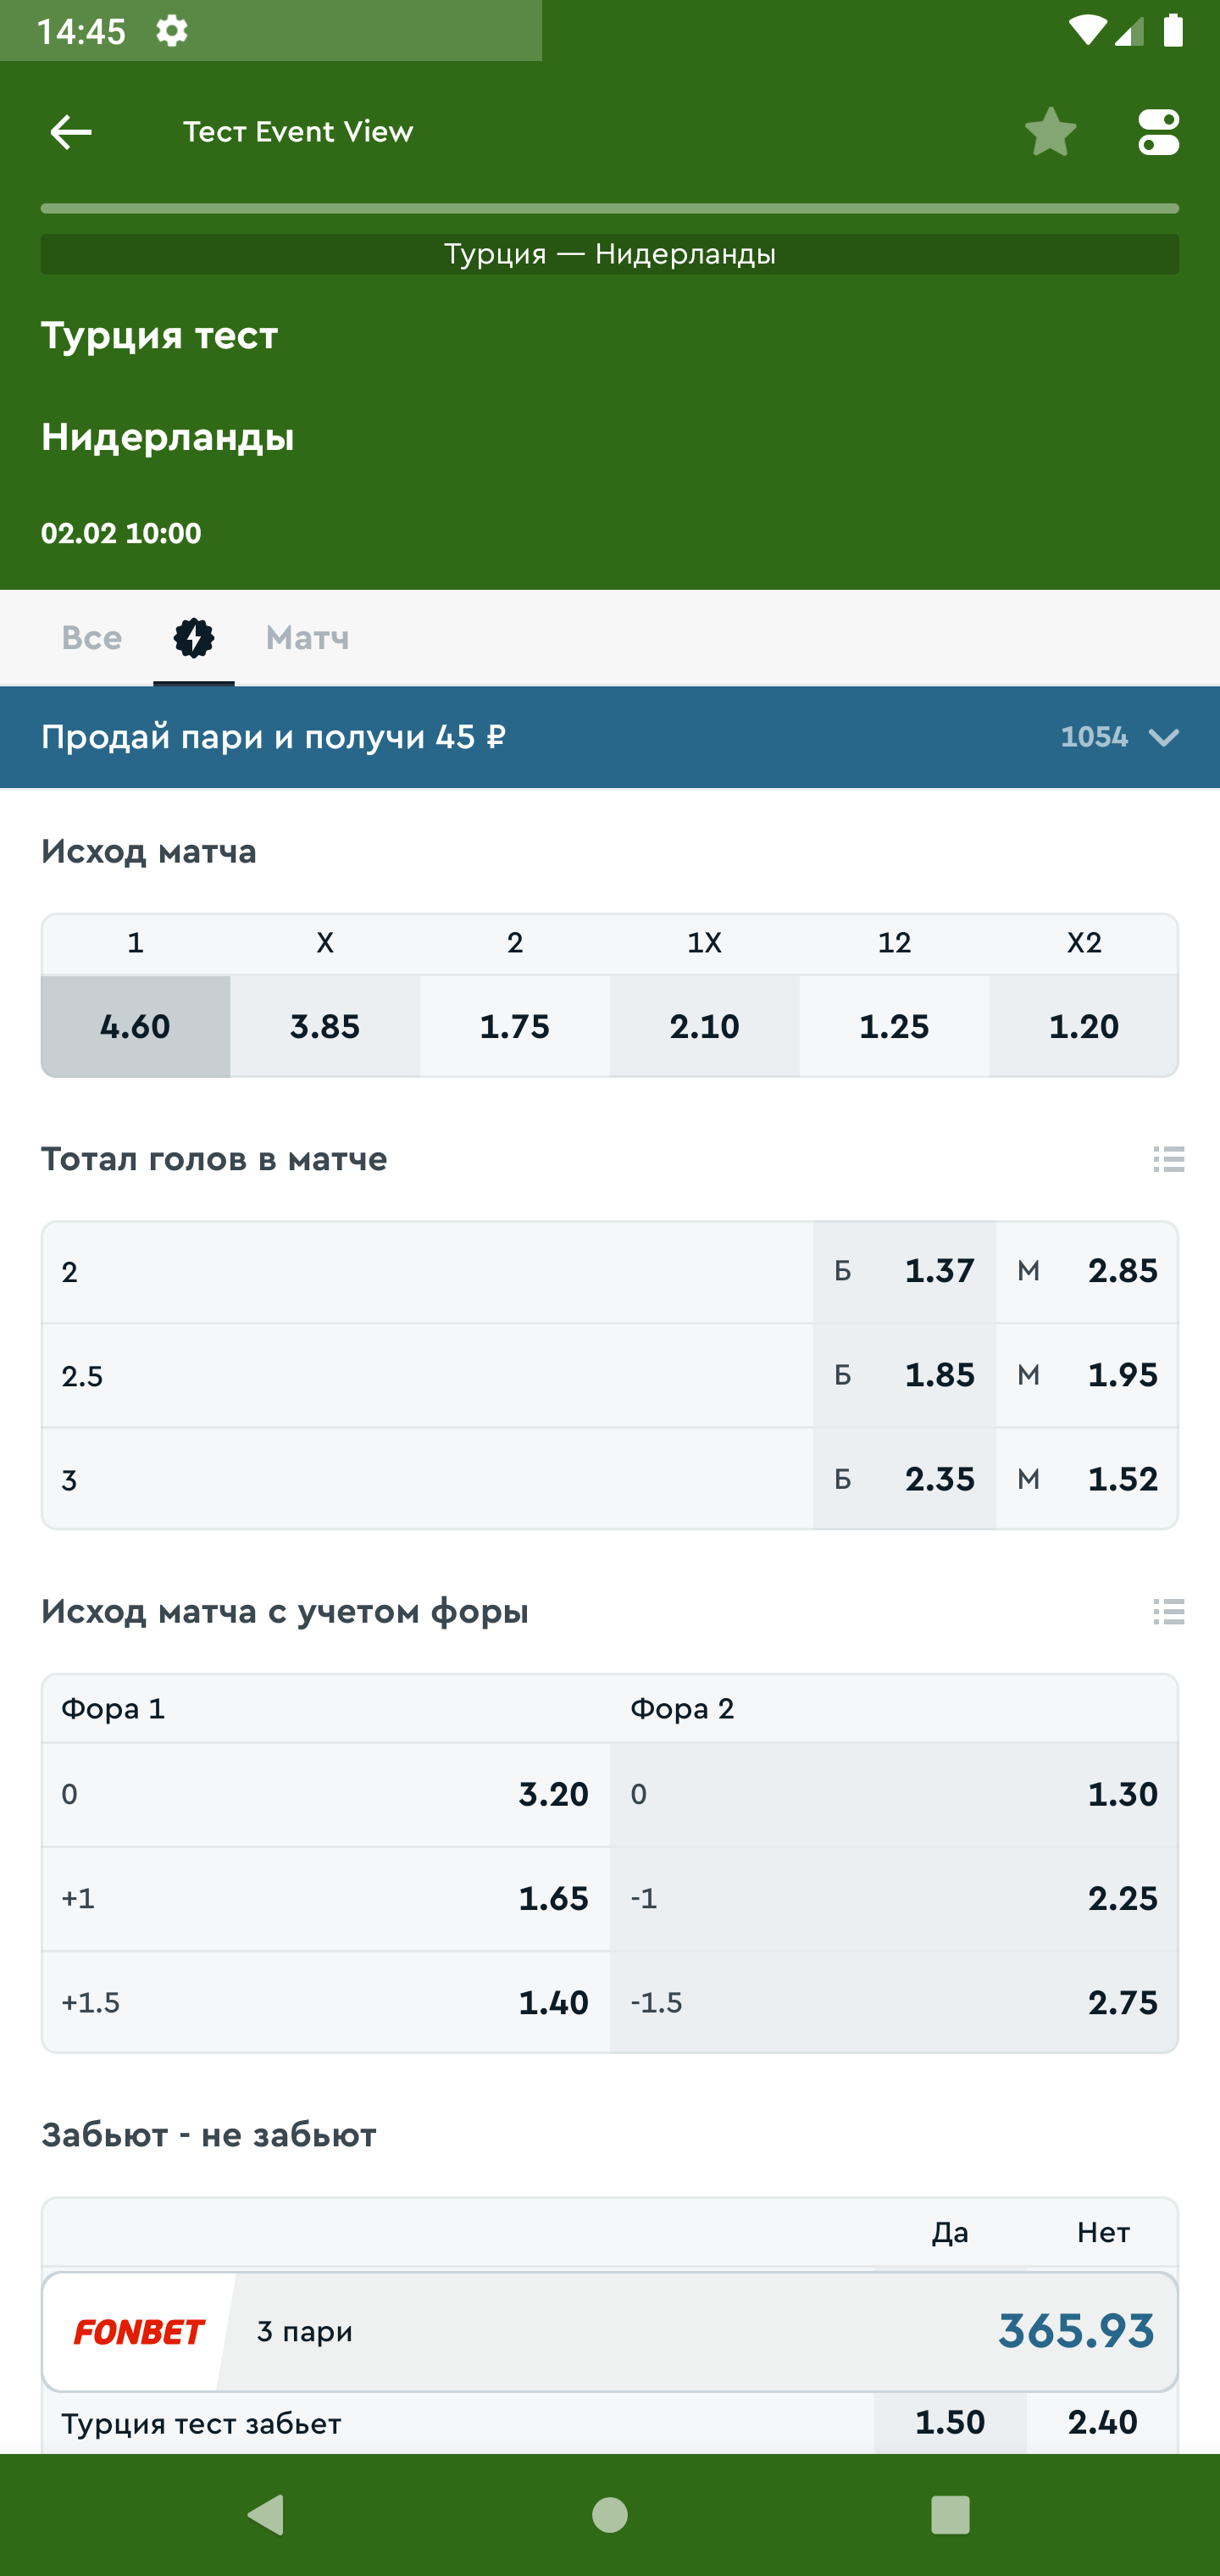 14:45
Тест Event View
Турция — Нидерланды
Турция тест
Нидерланды
02.02 10:00
Все Матч
Продай пари и получи 45 ₽ 1054
Исход матча
1 X 2 1X 12 X2
4.60 3.85 1.75 2.10 1.25 1.20
Тотал голов в матче
2 Б 1.37 М 2.85
2.5 Б 1.85 М 1.95
3 Б 2.35 М 1.52
Исход матча с учетом форы
Фора 1 Фора 2
0 3.20 0 1.30
+1 1.65 -1 2.25
+1.5 1.40 -1.5 2.75
Забьют - не забьют
Да Нет
FONBET 3 пари 365.93
Турция тест забьет 1.50 2.40